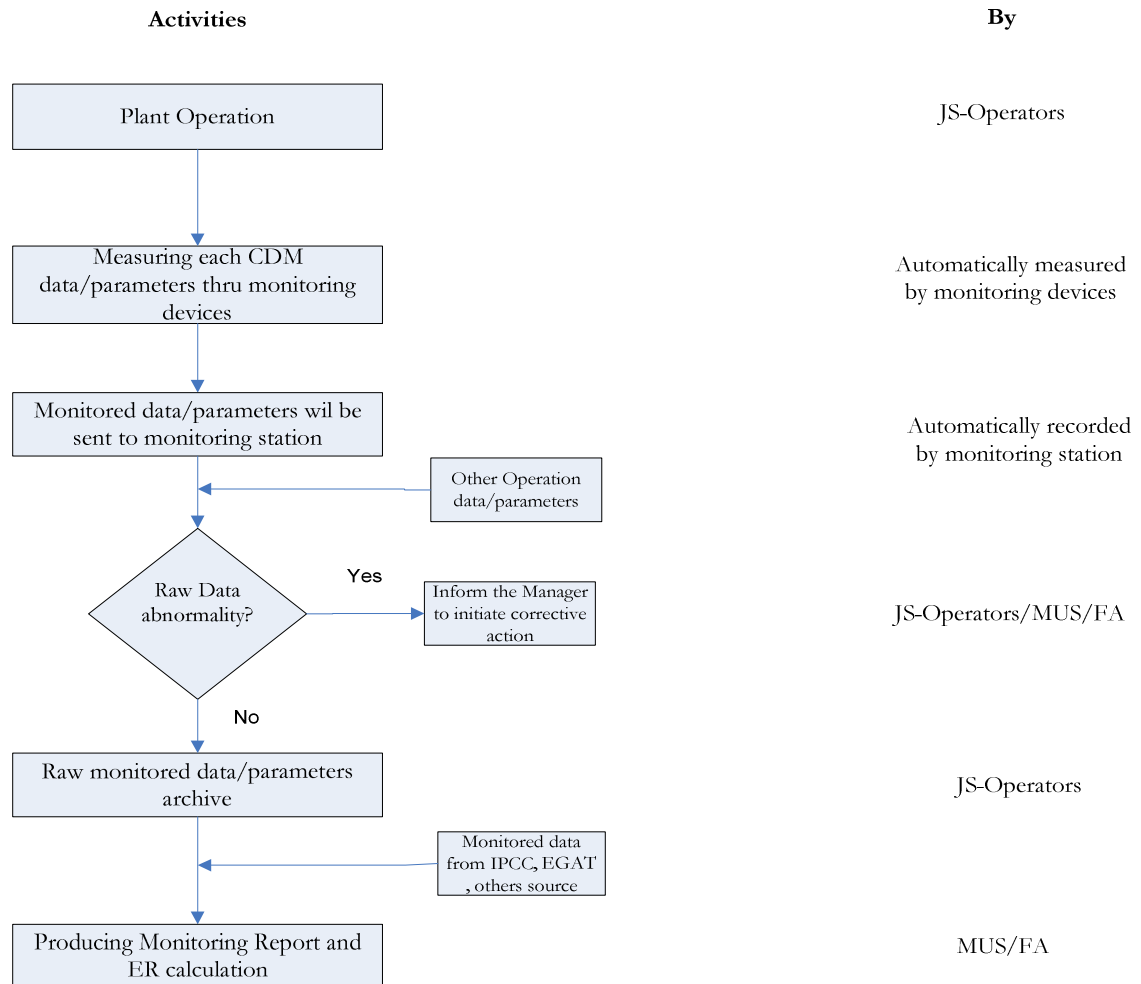 Activities
By
Plant Operation
JS-Operators
Measuring each CDM
data/parameters thru monitoring
devices
Automatically measured
by monitoring devices
Monitored data/parameters wil be
sent to monitoring station
Automatically recorded
by monitoring station
Other Operation
data/parameters
Raw Data
abnormality?
Yes
Inform the Manager
to initiate corrective
action
JS-Operators/MUS/FA
No
Raw monitored data/parameters
archive
JS-Operators
Monitored data
from IPCC, EGAT
, others source
Producing Monitoring Report and
ER calculation
MUS/FA